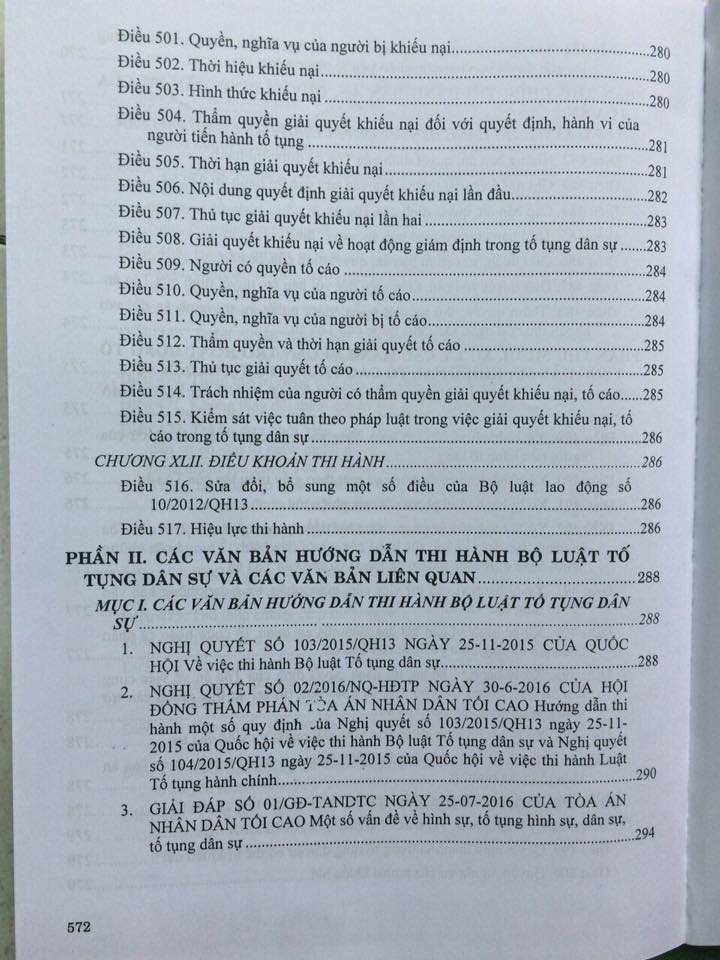 Điều 501. Quyền, nghĩa vụ của người bị khiếu nại..........280
Điều 502. Thời hiệu khiếu nại..........280
Điều 503. Hình thức khiếu nại..........280
Điều 504. Thẩm quyền giải quyết khiếu nại đối với quyết định, hành vi của
người tiến hành tố tụng..........281
Điều 505. Thời hạn giải quyết khiếu nại..........281
Điều 506. Nội dung quyết định giải quyết khiếu nại lần đầu..........282
Điều 507. Thủ tục giải quyết khiếu nại lần hai..........283
Điều 508. Giải quyết khiếu nại về hoạt động giám định trong tố tụng dân sự..........283
Điều 509. Người có quyền tố cáo..........284
Điều 510. Quyền, nghĩa vụ của người tố cáo..........284
Điều 511. Quyền, nghĩa vụ của người bị tố cáo..........284
Điều 512. Thẩm quyền và thời hạn giải quyết tố cáo..........285
Điều 513. Thủ tục giải quyết tố cáo..........285
Điều 514. Trách nhiệm của người có thẩm quyền giải quyết khiếu nại, tố cáo..........285
Điều 515. Kiểm sát việc tuân theo pháp luật trong việc giải quyết khiếu nại, tố
cáo trong tố tụng dân sự..........286
CHƯƠNG XLII. ĐIỀU KHOẢN THI HÀNH..........286
Điều 516. Sửa đổi, bổ sung một số điều của Bộ luật lao động số
10/2012/QH13..........286
Điều 517. Hiệu lực thi hành..........286
PHẦN II. CÁC VĂN BẢN HƯỚNG DẪN THI HÀNH BỘ LUẬT TỐ
TỤNG DÂN SỰ VÀ CÁC VĂN BẢN LIÊN QUAN..........288
MỤC I. CÁC VĂN BẢN HƯỚNG DẪN THI HÀNH BỘ LUẬT TỐ TỤNG DÂN
SỰ..........288
1. NGHỊ QUYẾT SỐ 103/2015/QH13 NGÀY 25-11-2015 CỦA QUỐC
HỘI Về việc thi hành Bộ luật Tố tụng dân sự..........288
2. NGHỊ QUYẾT SỐ 02/2016/NQ-HĐTP NGÀY 30-6-2016 CỦA HỘI
ĐỒNG THẨM PHÁN TÒA ÁN NHÂN DÂN TỐI CAO Hướng dẫn thi
hành một số quy định của Nghị quyết số 103/2015/QH13 ngày 25-11-
2015 của Quốc hội về việc thi hành Bộ luật Tố tụng dân sự và Nghị quyết
số 104/2015/QH13 ngày 25-11-2015 của Quốc hội về việc thi hành Luật
Tố tụng hành chính..........290
3. GIẢI ĐÁP SỐ 01/GĐ-TANDTC NGÀY 25-07-2016 CỦA TÒA ÁN
NHÂN DÂN TỐI CAO Một số vấn đề về hình sự, tố tụng hình sự, dân sự,
tố tụng dân sự..........294
572